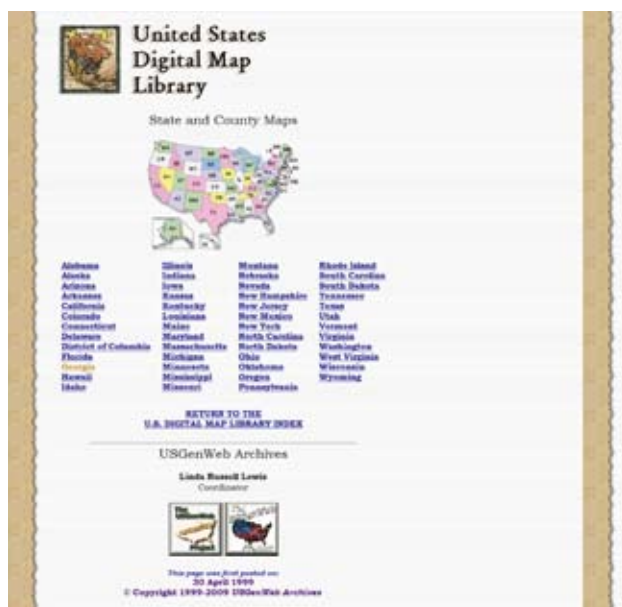 United States
Digital Map
Library
State and County Maps
Alabama
Alaska
Arizona
Arkansas
California
Colorado
Connecticut
Delaware
District of Columbia
Florida
Georgia
Hawaii
Idaho
Illinois
Indiana
Iowa
Kansas
Kentucky
Louisiana
Maine
Maryland
Massachusetts
Michigan
Minnesota
Mississippi
Missouri
Montana
Nebraska
Nevada
New Hampshire
New Jersey
New Mexico
New York
North Carolina
North Dakota
Ohio
Oklahoma
Oregon
Pennsylvania
Rhode Island
South Carolina
South Dakota
Tennessee
Texas
Utah
Vermont
Virginia
Washington
West Virginia
Wisconsin
Wyoming
RETURN TO THE
U.S. DIGITAL MAP LIBRARY INDEX
USGenWeb Archives
Linda Russell Lewis
Coordinator
The
USGenWeb
Project
This page was first posted on:
30 April 1999
© Copyright 1999-2009 USGenWeb Archives